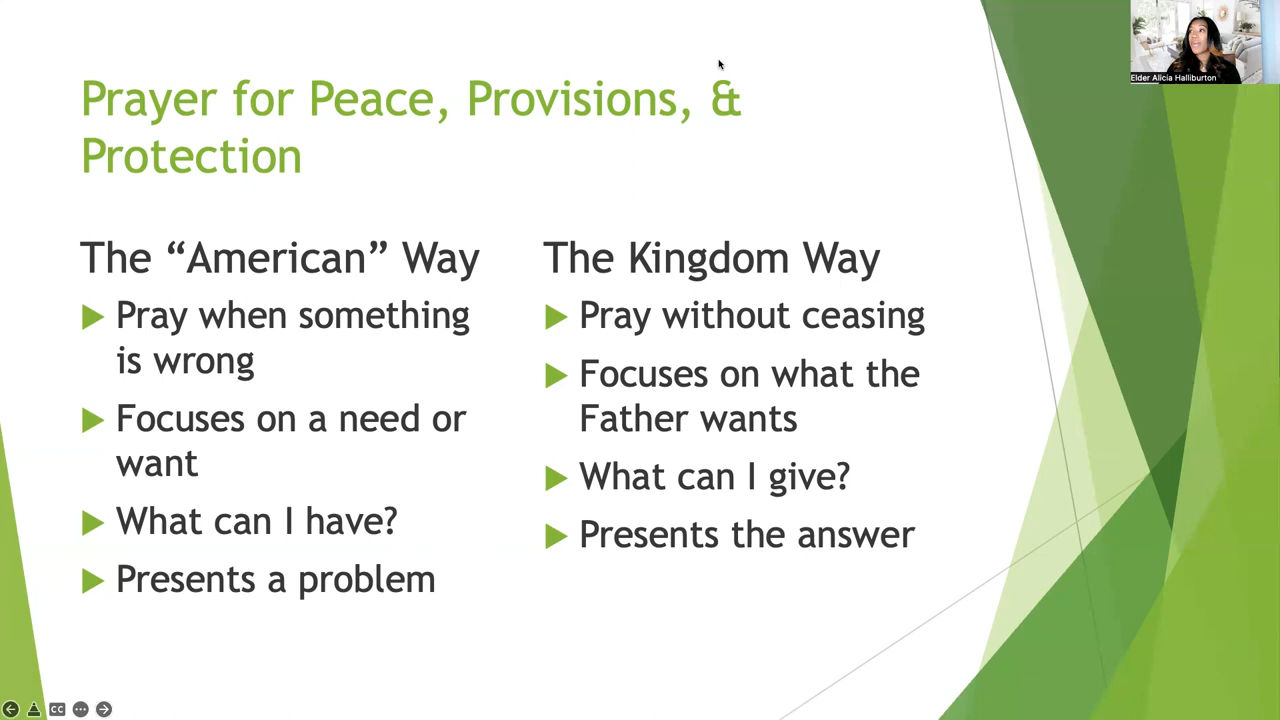 Elder Alicia Halliburton
Prayer for Peace, Provisions, &
Protection
The “American” Way
Pray when something
is wrong
Focuses on a need or
want
What can I have?
Presents a problem
The Kingdom Way
Pray without ceasing
Focuses on what the
Father wants
What can I give?
Presents the answer
CC